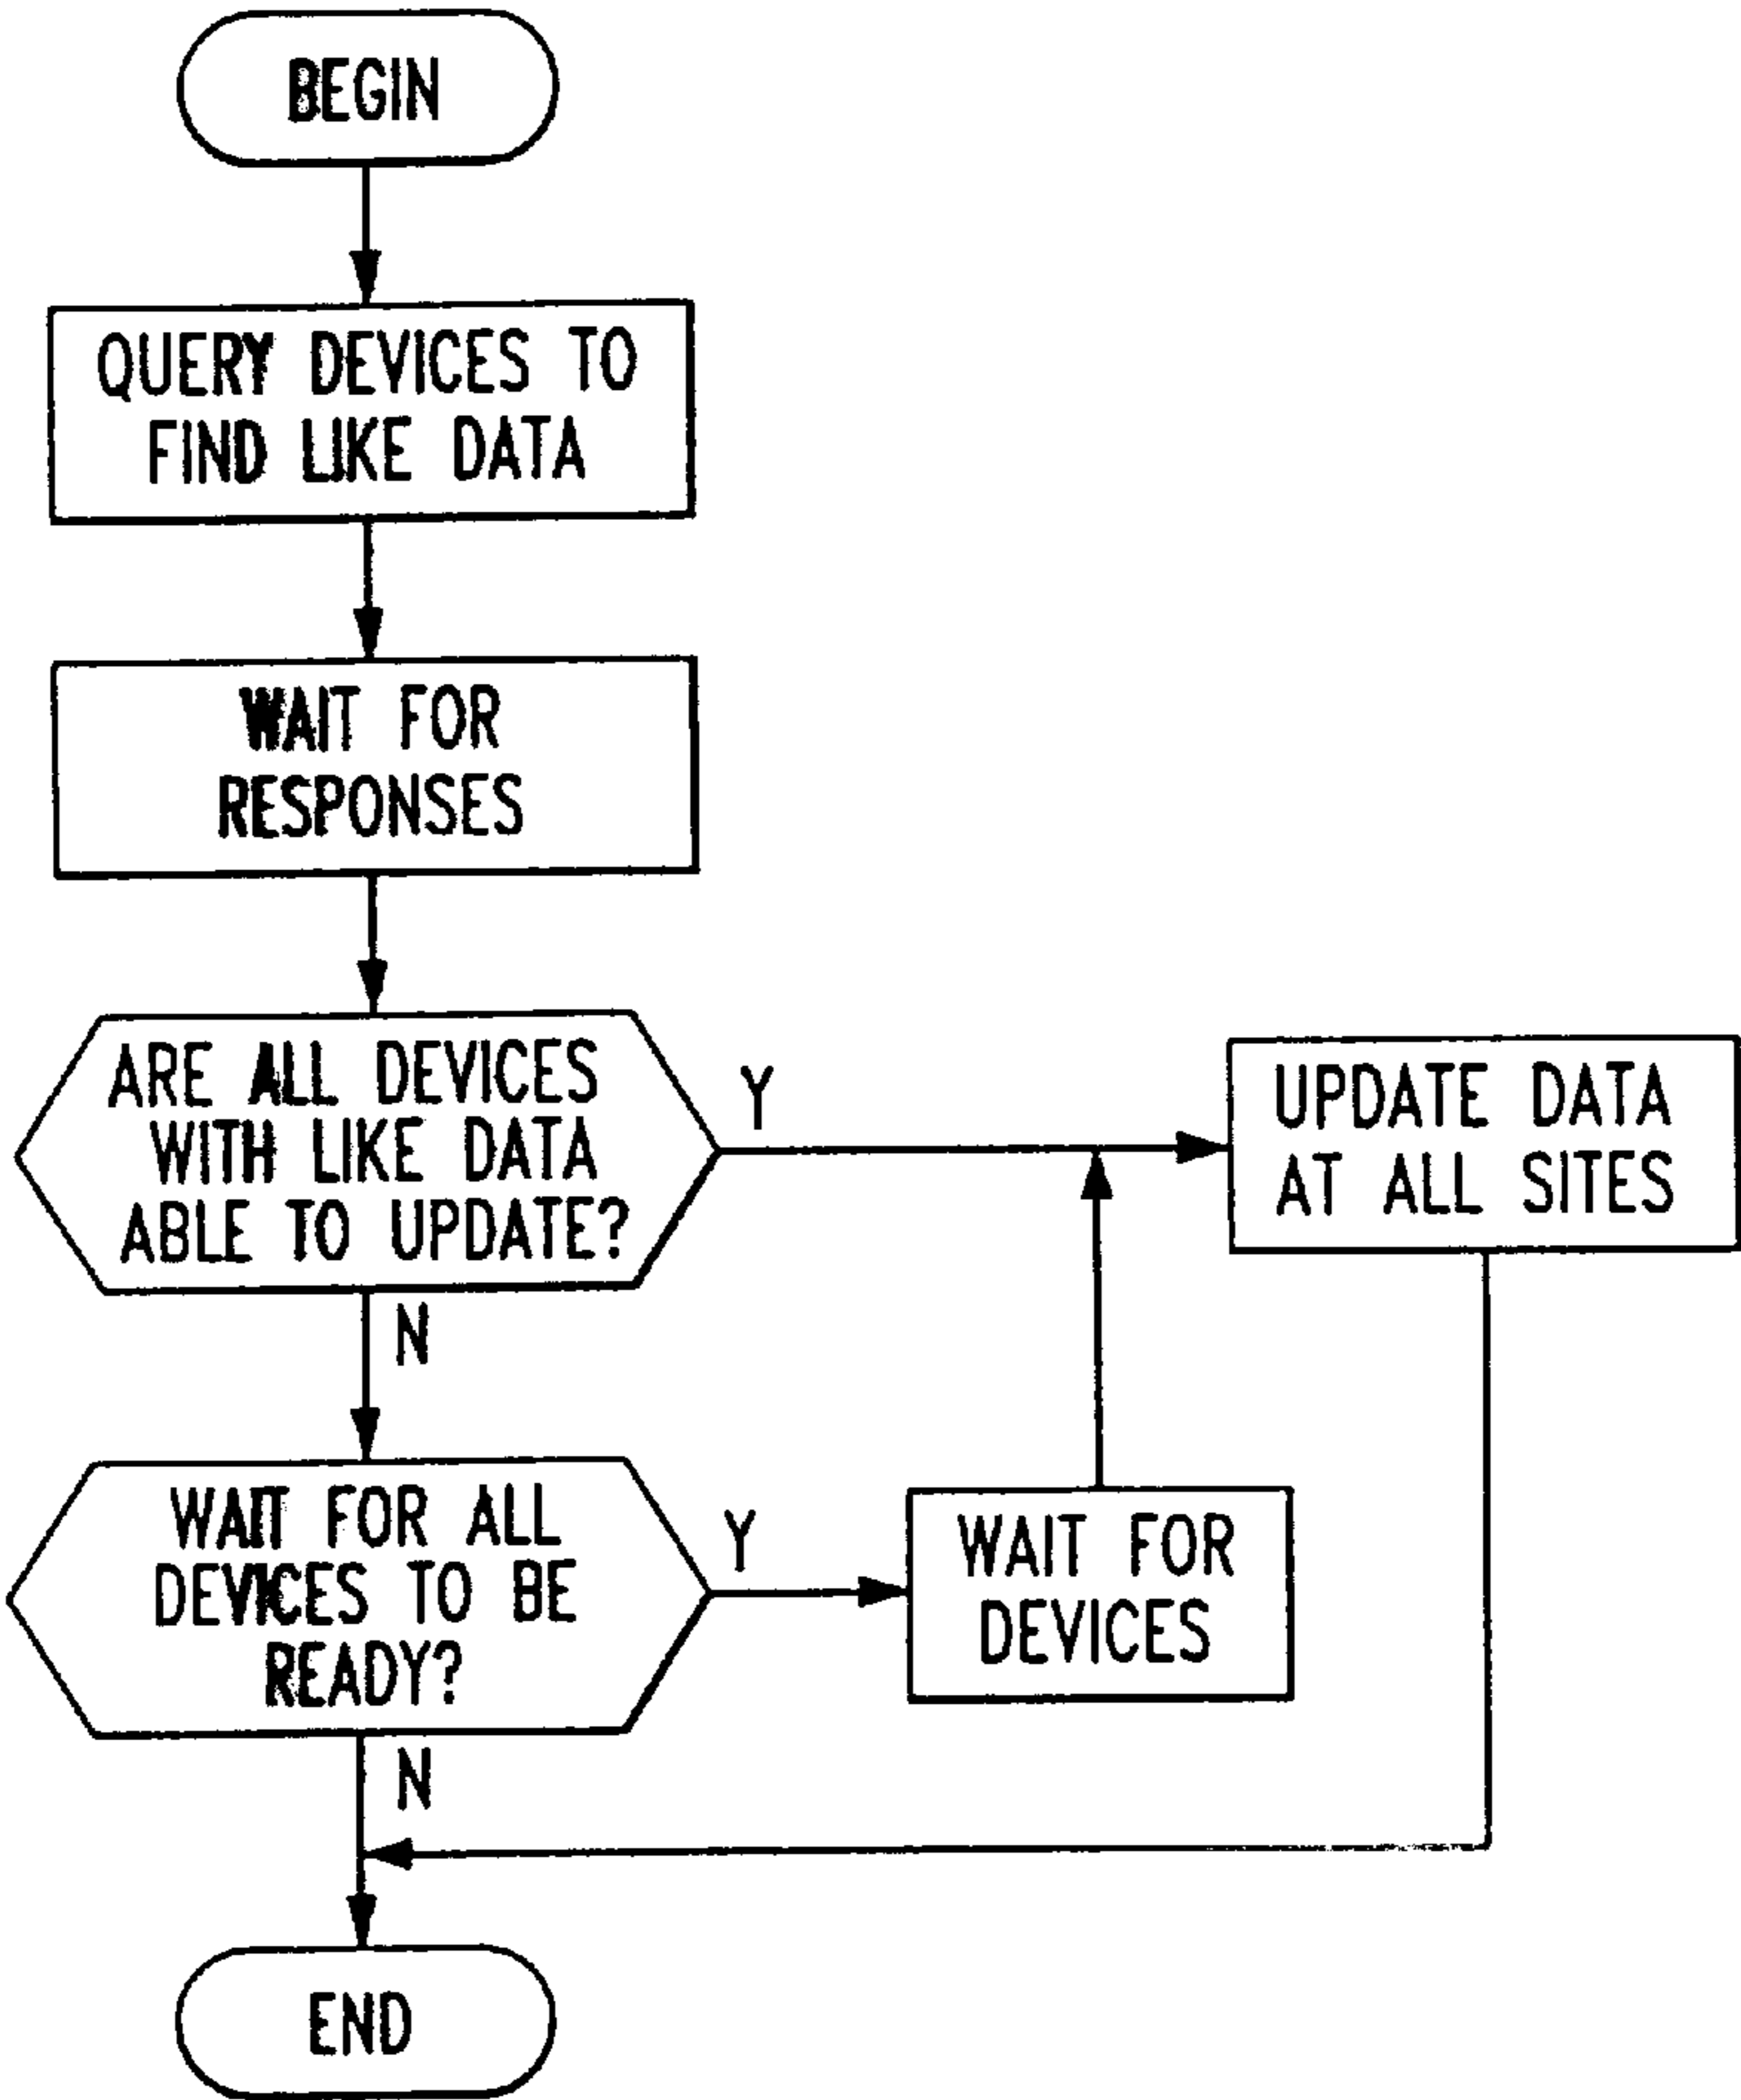 BEGIN
QUERY DEVICES TO
FIND LIKE DATA
WAIT FOR
RESPONSES
ARE ALL DEVICES
WITH LIKE DATA
ABLE TO UPDATE?
Y
UPDATE DATA
AT ALL SITES
N
WAIT FOR ALL
DEVICES TO BE
READY?
Y
WAIT FOR
DEVICES
N
END